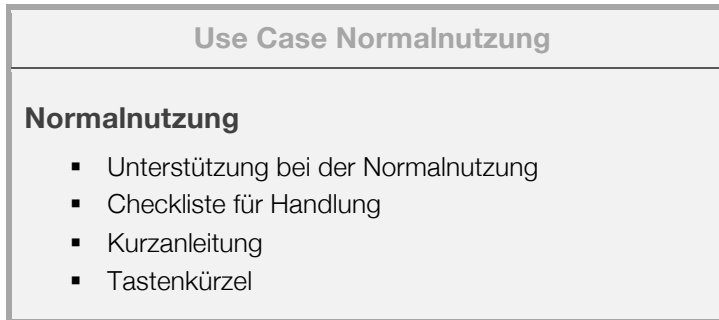 Use Case Normalnutzung
Normalnutzung
▪ Unterstützung bei der Normalnutzung
▪ Checkliste für Handlung
▪ Kurzanleitung
▪ Tastenkürzel